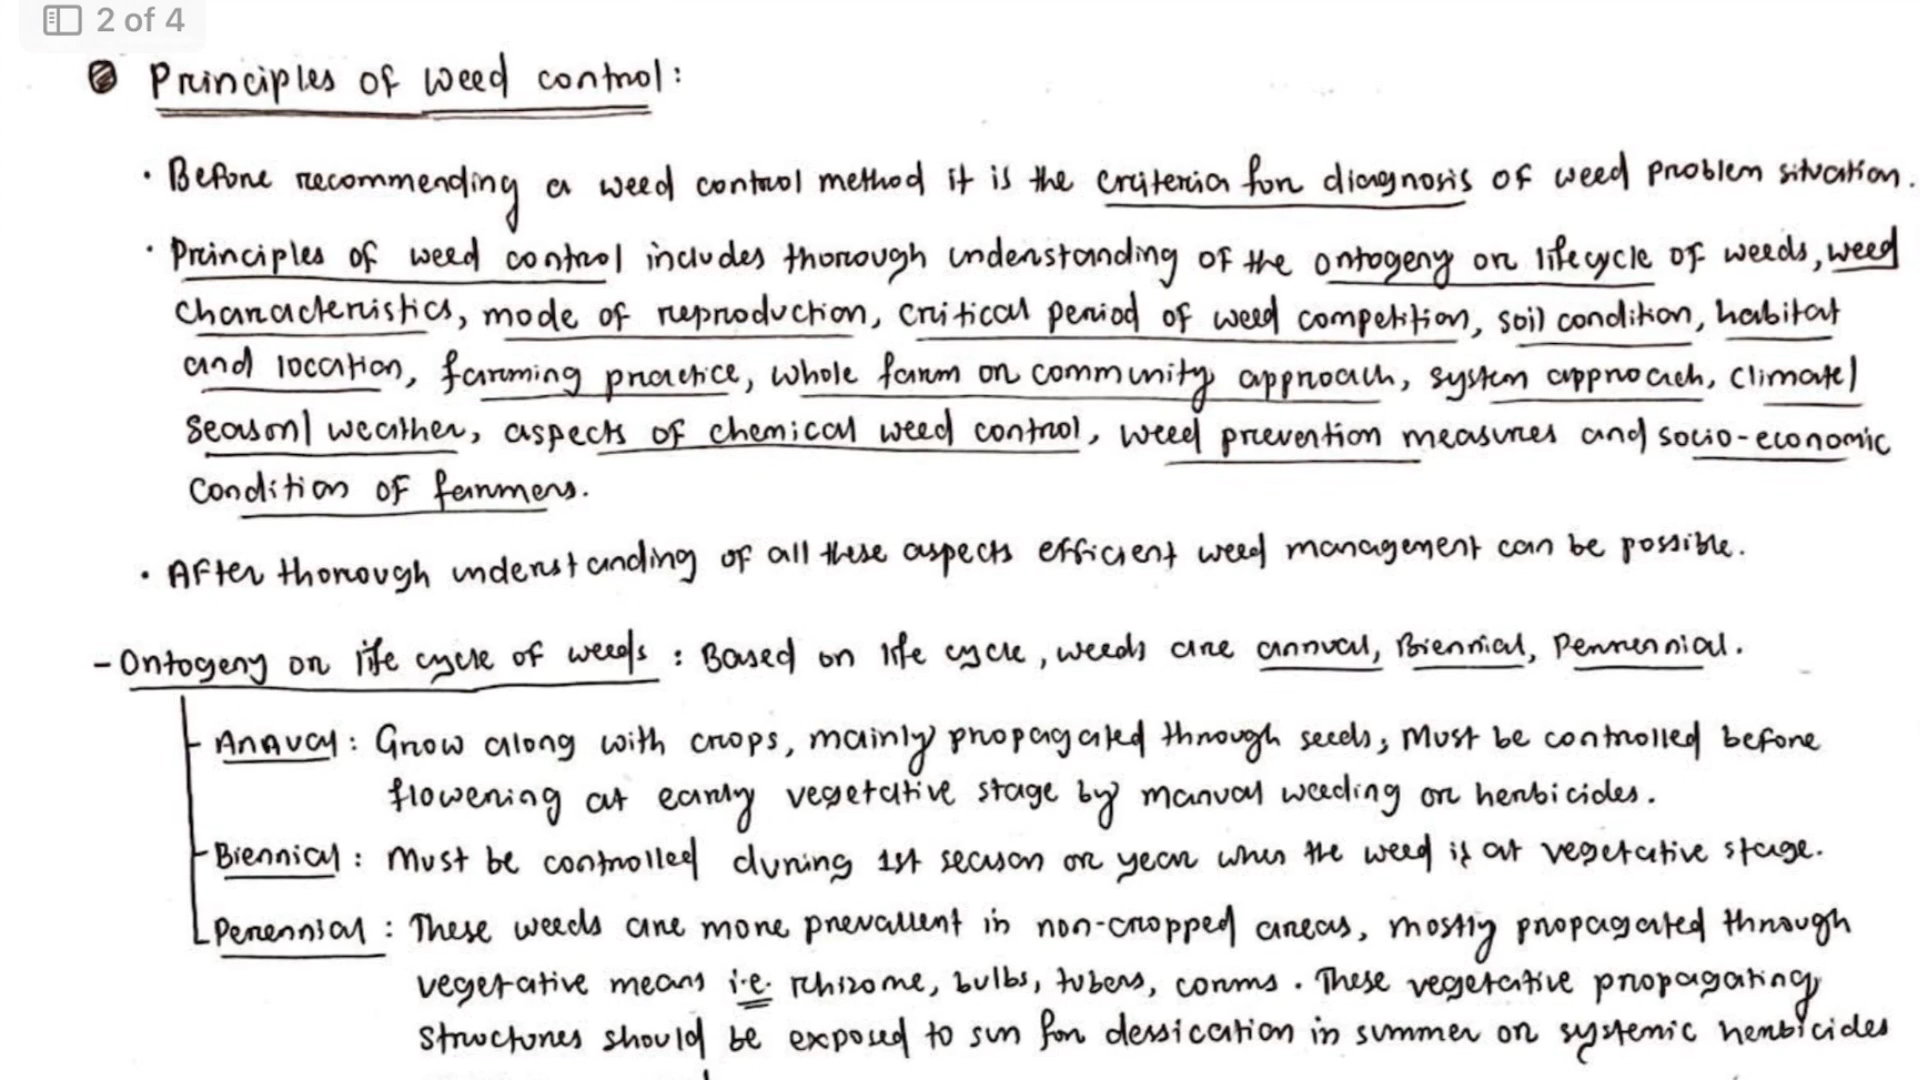 2 of 4
Principles of weed control:
· Before recommending a weed control method it is the criteria for diagnosis of weed problem situation.
· Principles of weed control includes thorough understanding of the ontogeny or lifecycle of weeds, weed
characteristics, mode of reproduction, critical period of weed competition, soil condition, habitat
and location, farming practice, whole farm or community approach, system approach, climate/
season/weather, aspects of chemical weed control, weed prevention measures and socio-economic
condition of farmers.
· After thorough understanding of all these aspects efficient weed management can be possible.
- Ontogeny or life cycle of weeds : Based on life cycle, weeds are annual, Biennial, Perrennial.
Annual : Grow along with crops, mainly propagated through seeds, Must be controlled before
flowering at early vegetative stage by manual weeding or herbicides.
Biennial : Must be controlled during 1st season or year when the weed is at vegetative stage.
Perennial : These weeds are more prevallent in non-cropped areas, mostly propagated through
vegetative means i.e. rhizome, bulbs, tubers, corms. These vegetative propagating
structures should be exposed to sun for dessication in summer or systemic herbicides